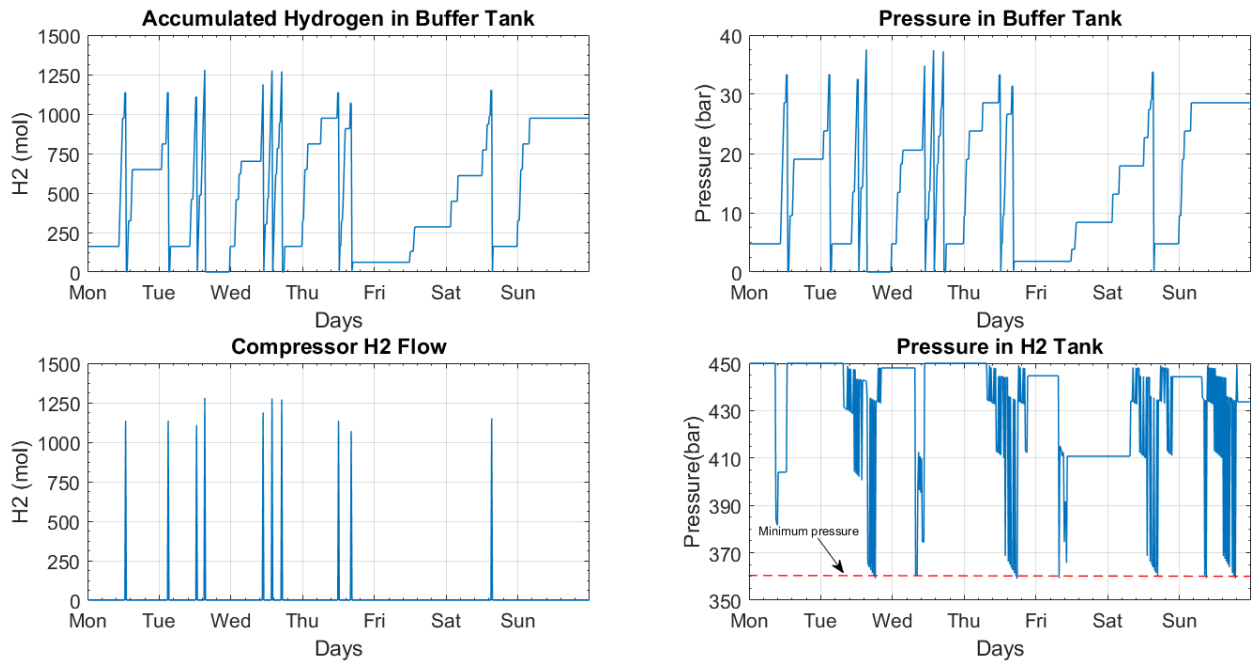 Accumulated Hydrogen in Buffer Tank
1500
1250
1000
750
500
250
0
H2 (mol)
Mon Tue Wed Thu Fri Sat Sun
Days
Pressure in Buffer Tank
40
30
20
10
0
Pressure (bar)
Mon Tue Wed Thu Fri Sat Sun
Days
Compressor H2 Flow
1500
1250
1000
750
500
250
0
H2 (mol)
Mon Tue Wed Thu Fri Sat Sun
Days
Pressure in H2 Tank
450
430
410
390
370
350
Pressure(bar)
Minimum pressure
Mon Tue Wed Thu Fri Sat Sun
Days